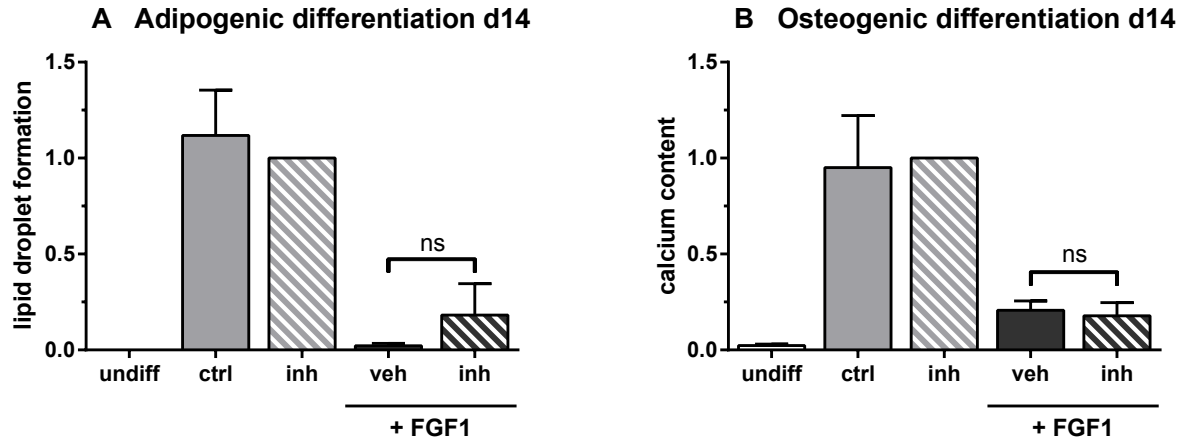 A Adipogenic differentiation d14
lipid droplet formation
1.5
1.0
0.5
0.0
ns
undiff ctrl inh veh inh
+ FGF1
B Osteogenic differentiation d14
calcium content
1.5
1.0
0.5
0.0
ns
undiff ctrl inh veh inh
+ FGF1